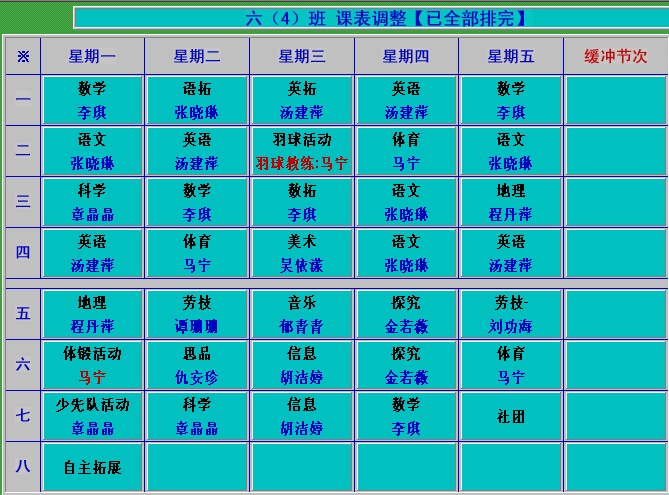 六（4）班 课表调整【已全部排完】
※ 星期一 星期二 星期三 星期四 星期五 缓冲节次
一 数学 语拓 英拓 英语 数学
李琪 张晓琳 汤建萍 汤建萍 李琪
二 语文 英语 羽球活动 体育 语文
张晓琳 汤建萍 羽球教练:马宁 马宁 张晓琳
三 科学 数学 数拓 语文 地理
章晶晶 李琪 李琪 张晓琳 程丹萍
四 英语 体育 美术 语文 英语
汤建萍 马宁 吴依漾 张晓琳 汤建萍
五 地理 劳技 音乐 探究 劳技-
程丹萍 谭鹏鹏 郁青青 金若薇 刘功海
六 体锻活动 思品 信息 探究 体育
马宁 仇安珍 胡洁婷 金若薇 马宁
七 少先队活动 科学 信息 数学 社团
章晶晶 章晶晶 胡洁婷 李琪
八 自主拓展